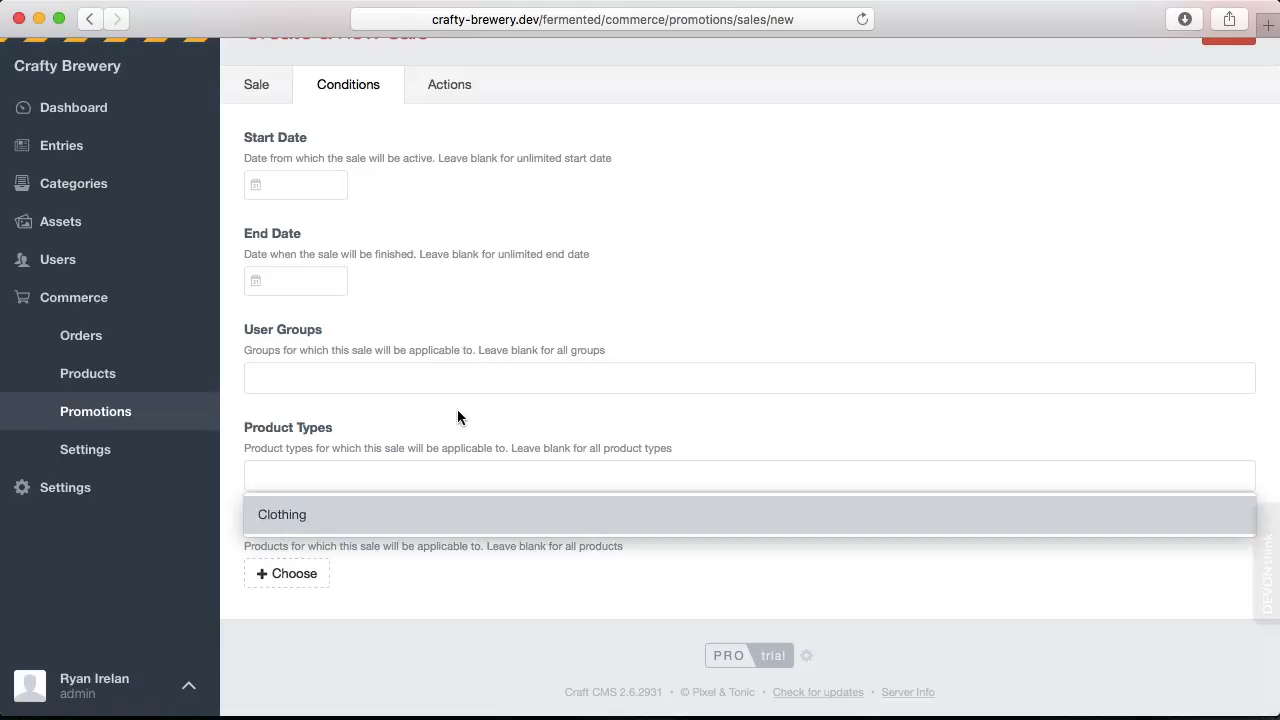 crafty-brewery.dev/fermented/commerce/promotions/sales/new
Crafty Brewery
Dashboard
Entries
Categories
Assets
Users
Commerce
Orders
Products
Promotions
Settings
Settings
Ryan Irelan
admin
Create a new sale
Sale
Conditions
Actions
Start Date
Date from which the sale will be active. Leave blank for unlimited start date
31
End Date
Date when the sale will be finished. Leave blank for unlimited end date
31
User Groups
Groups for which this sale will be applicable to. Leave blank for all groups
Product Types
Product types for which this sale will be applicable to. Leave blank for all product types
Clothing
Products for which this sale will be applicable to. Leave blank for all products
+ Choose
DEVONthink
PRO trial
Craft CMS 2.6.2931 • © Pixel & Tonic • Check for updates • Server Info